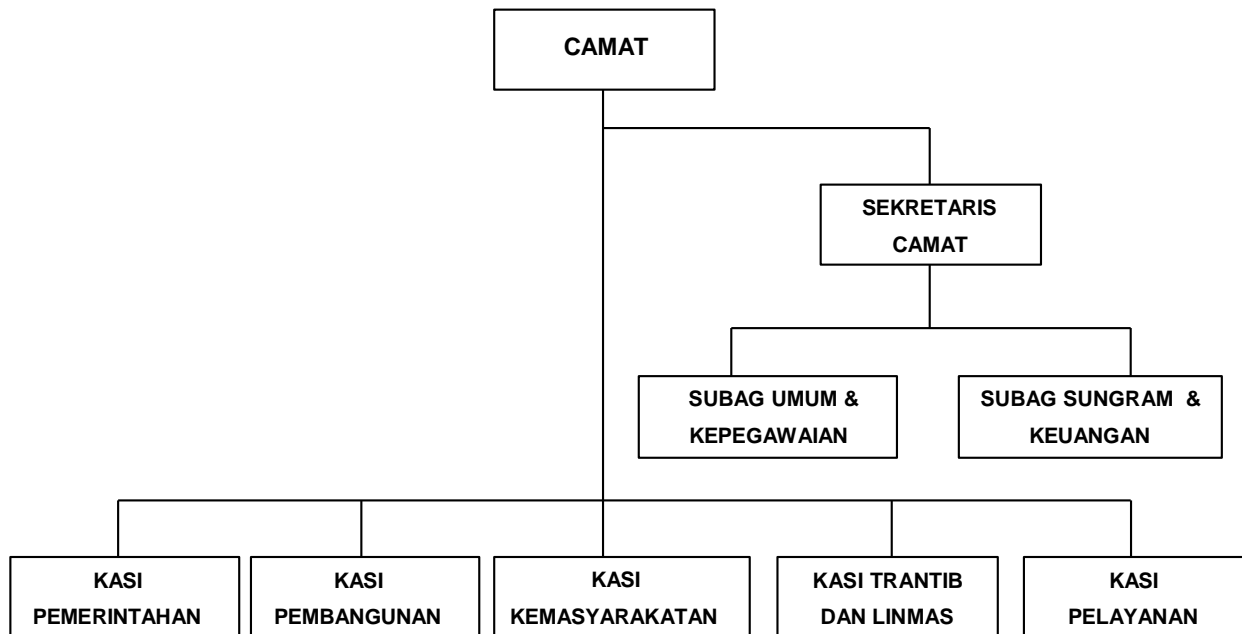 CAMAT
SEKRETARIS
CAMAT
SUBAG UMUM &
KEPEGAWAIAN
SUBAG SUNGRAM &
KEUANGAN
KASI
PEMERINTAHAN
KASI
PEMBANGUNAN
KASI
KEMASYARAKATAN
KASI TRANTIB
DAN LINMAS
KASI
PELAYANAN